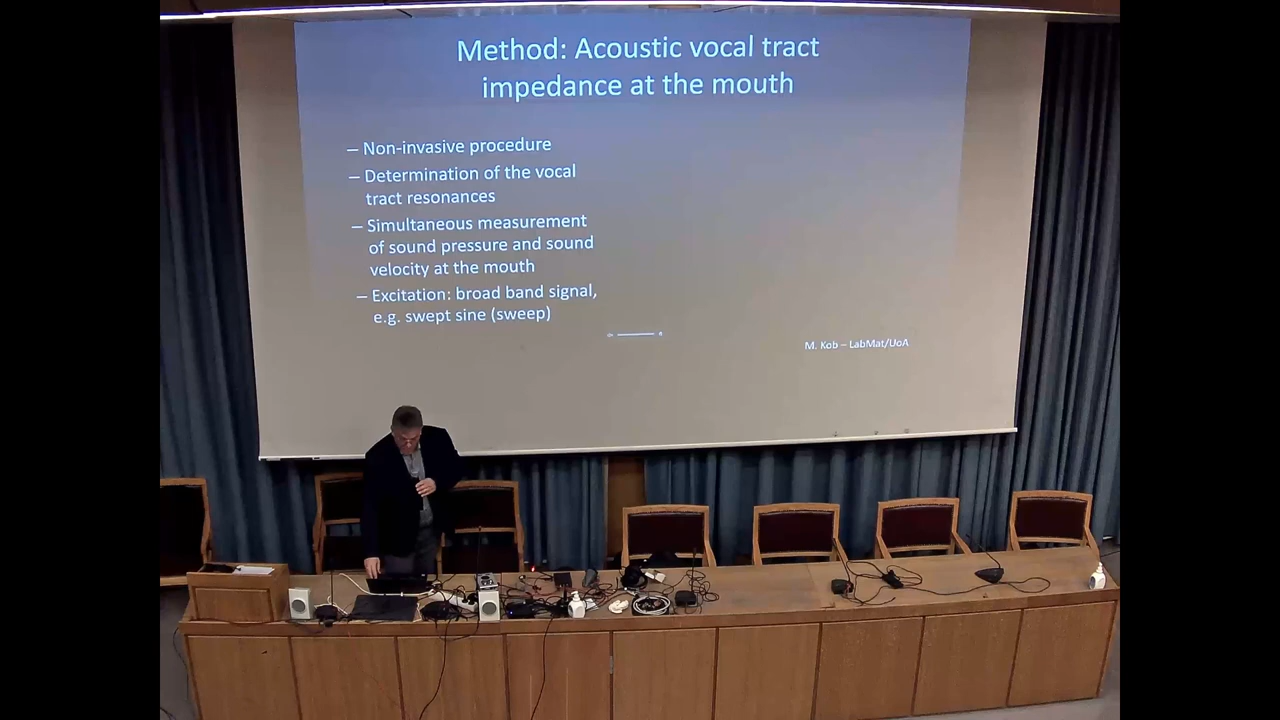 Method: Acoustic vocal tract
impedance at the mouth
– Non-invasive procedure
– Determination of the vocal
tract resonances
– Simultaneous measurement
of sound pressure and sound
velocity at the mouth
– Excitation: broad band signal,
e.g. swept sine (sweep)
M. Kob – LabMat/UoA